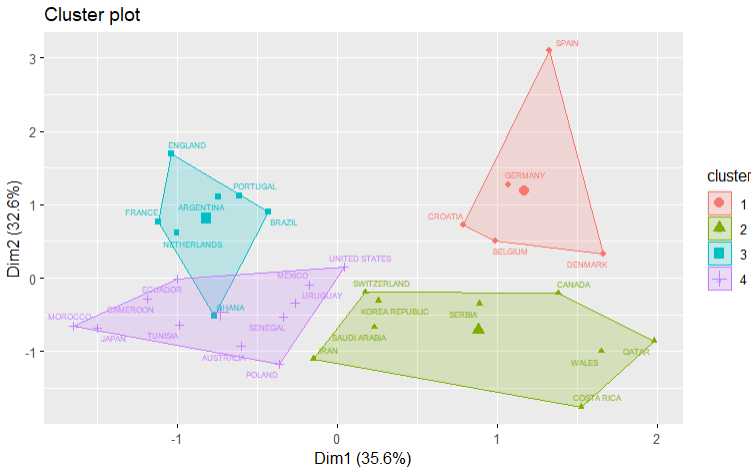 Cluster plot
SPAIN
ENGLAND
GERMANY
PORTUGAL
ARGENTINA
FRANCE
BRAZIL
CROATIA
NETHERLANDS
BELGIUM
DENMARK
UNITED STATES
MEXICO
ECUADOR
SWITZERLAND
CANADA
URUGUAY
CAMEROON
GHANA
KOREA REPUBLIC
SERBIA
MOROCCO
SENEGAL
JAPAN
TUNISIA
SAUDI ARABIA
IRAN
QATAR
AUSTRALIA
WALES
POLAND
COSTA RICA
3
2
1
0
-1
Dim2 (32.6%)
-1
0
1
2
Dim1 (35.6%)
cluster
1
2
3
4